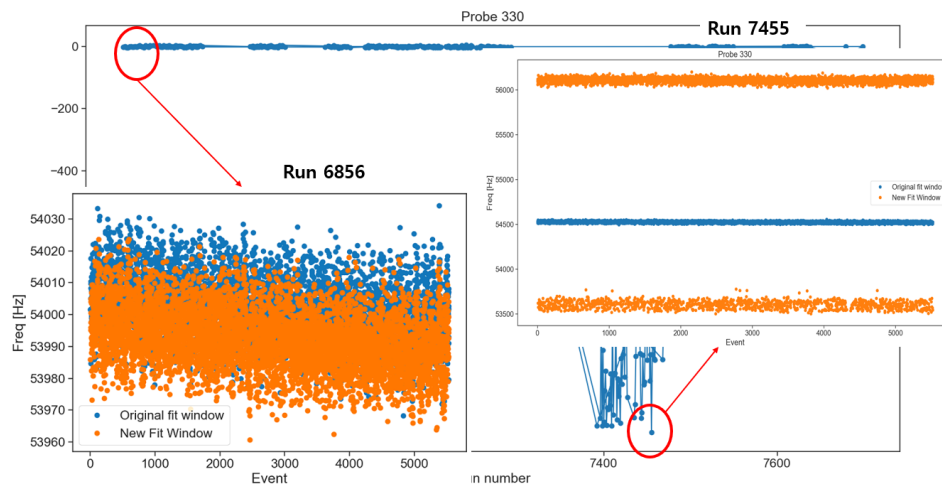 Probe 330
Run 7455
0
−200
−400
Run 6856
Probe 330
56000
55500
55000
54500
54000
53500
Freq [Hz]
Original fit window
New Fit Window
0
1000
2000
3000
4000
5000
Event
54030
54020
54010
54000
53990
53980
53970
53960
Freq [Hz]
Original fit window
New Fit Window
0
1000
2000
3000
4000
5000
Event
7400
7600
n number